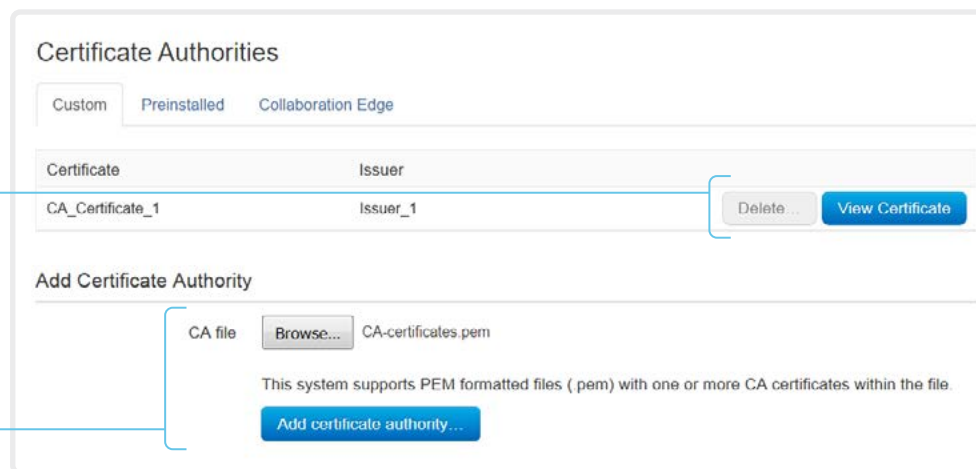 Certificate Authorities
Custom Preinstalled Collaboration Edge
Certificate Issuer
CA_Certificate_1 Issuer_1 Delete... View Certificate
Add Certificate Authority
CA file Browse... CA-certificates.pem
This system supports PEM formatted files (.pem) with one or more CA certificates within the file.
Add certificate authority...